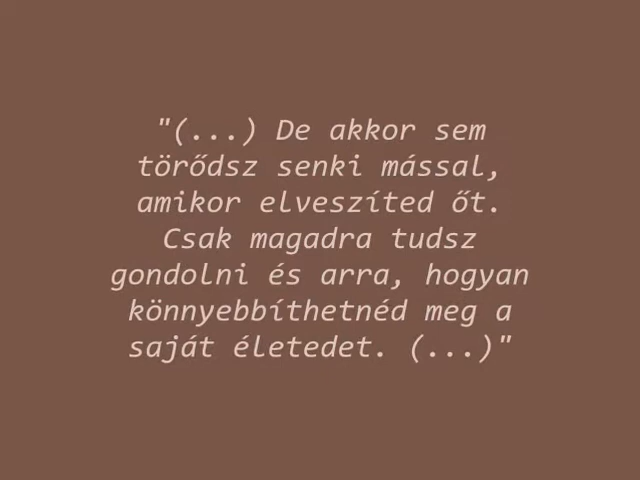 "(...) De akkor sem
törődsz senki mással,
amikor elveszíted őt.
Csak magadra tudsz
gondolni és arra, hogyan
könnyebbíthetnéd meg a
saját életedet. (...)"